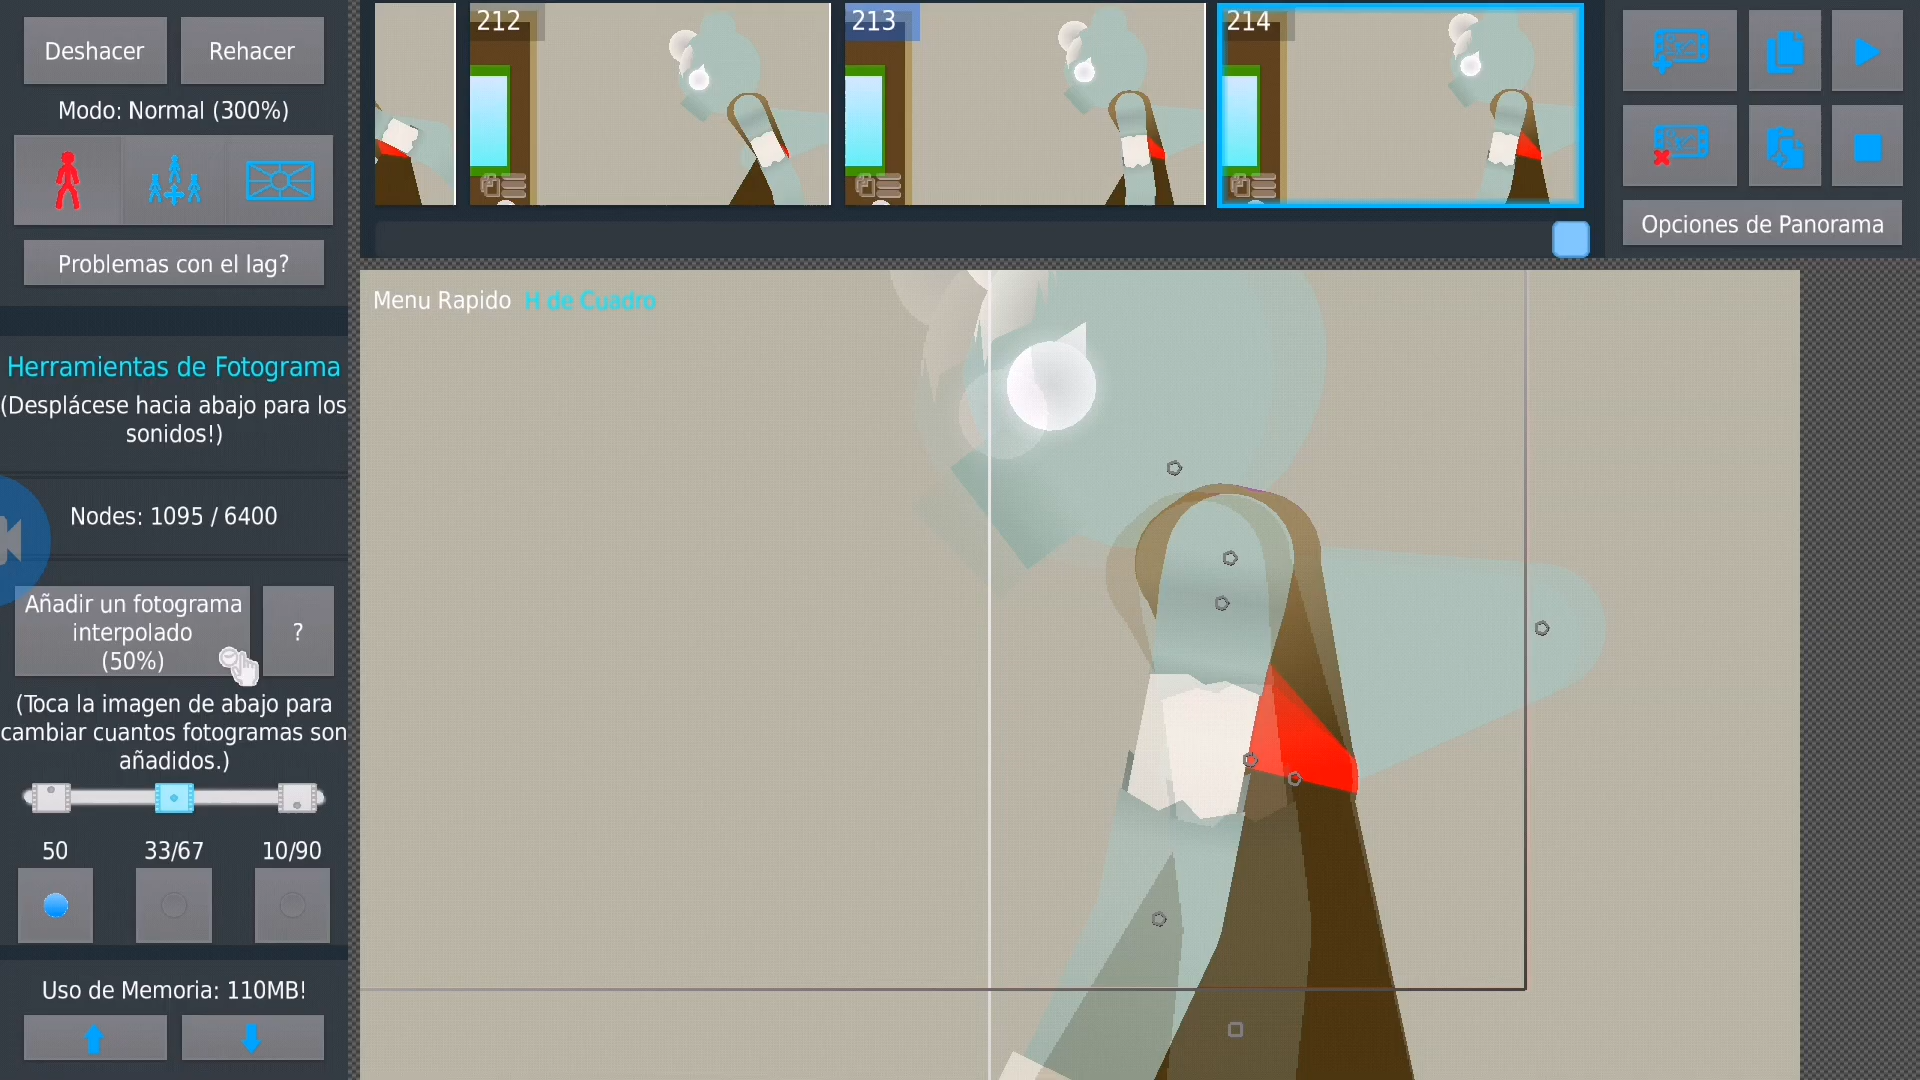 Deshacer
Rehacer
Modo: Normal (300%)
Problemas con el lag?
Herramientas de Fotograma
(Desplácese hacia abajo para los
sonidos!)
Nodes: 1095 / 6400
Añadir un fotograma
interpolado
(50%)
?
(Toca la imagen de abajo para
cambiar cuantos fotogramas son
añadidos.)
50
33/67
10/90
Uso de Memoria: 110MB!
212
213
214
Menu Rapido
H de Cuadro
Opciones de Panorama